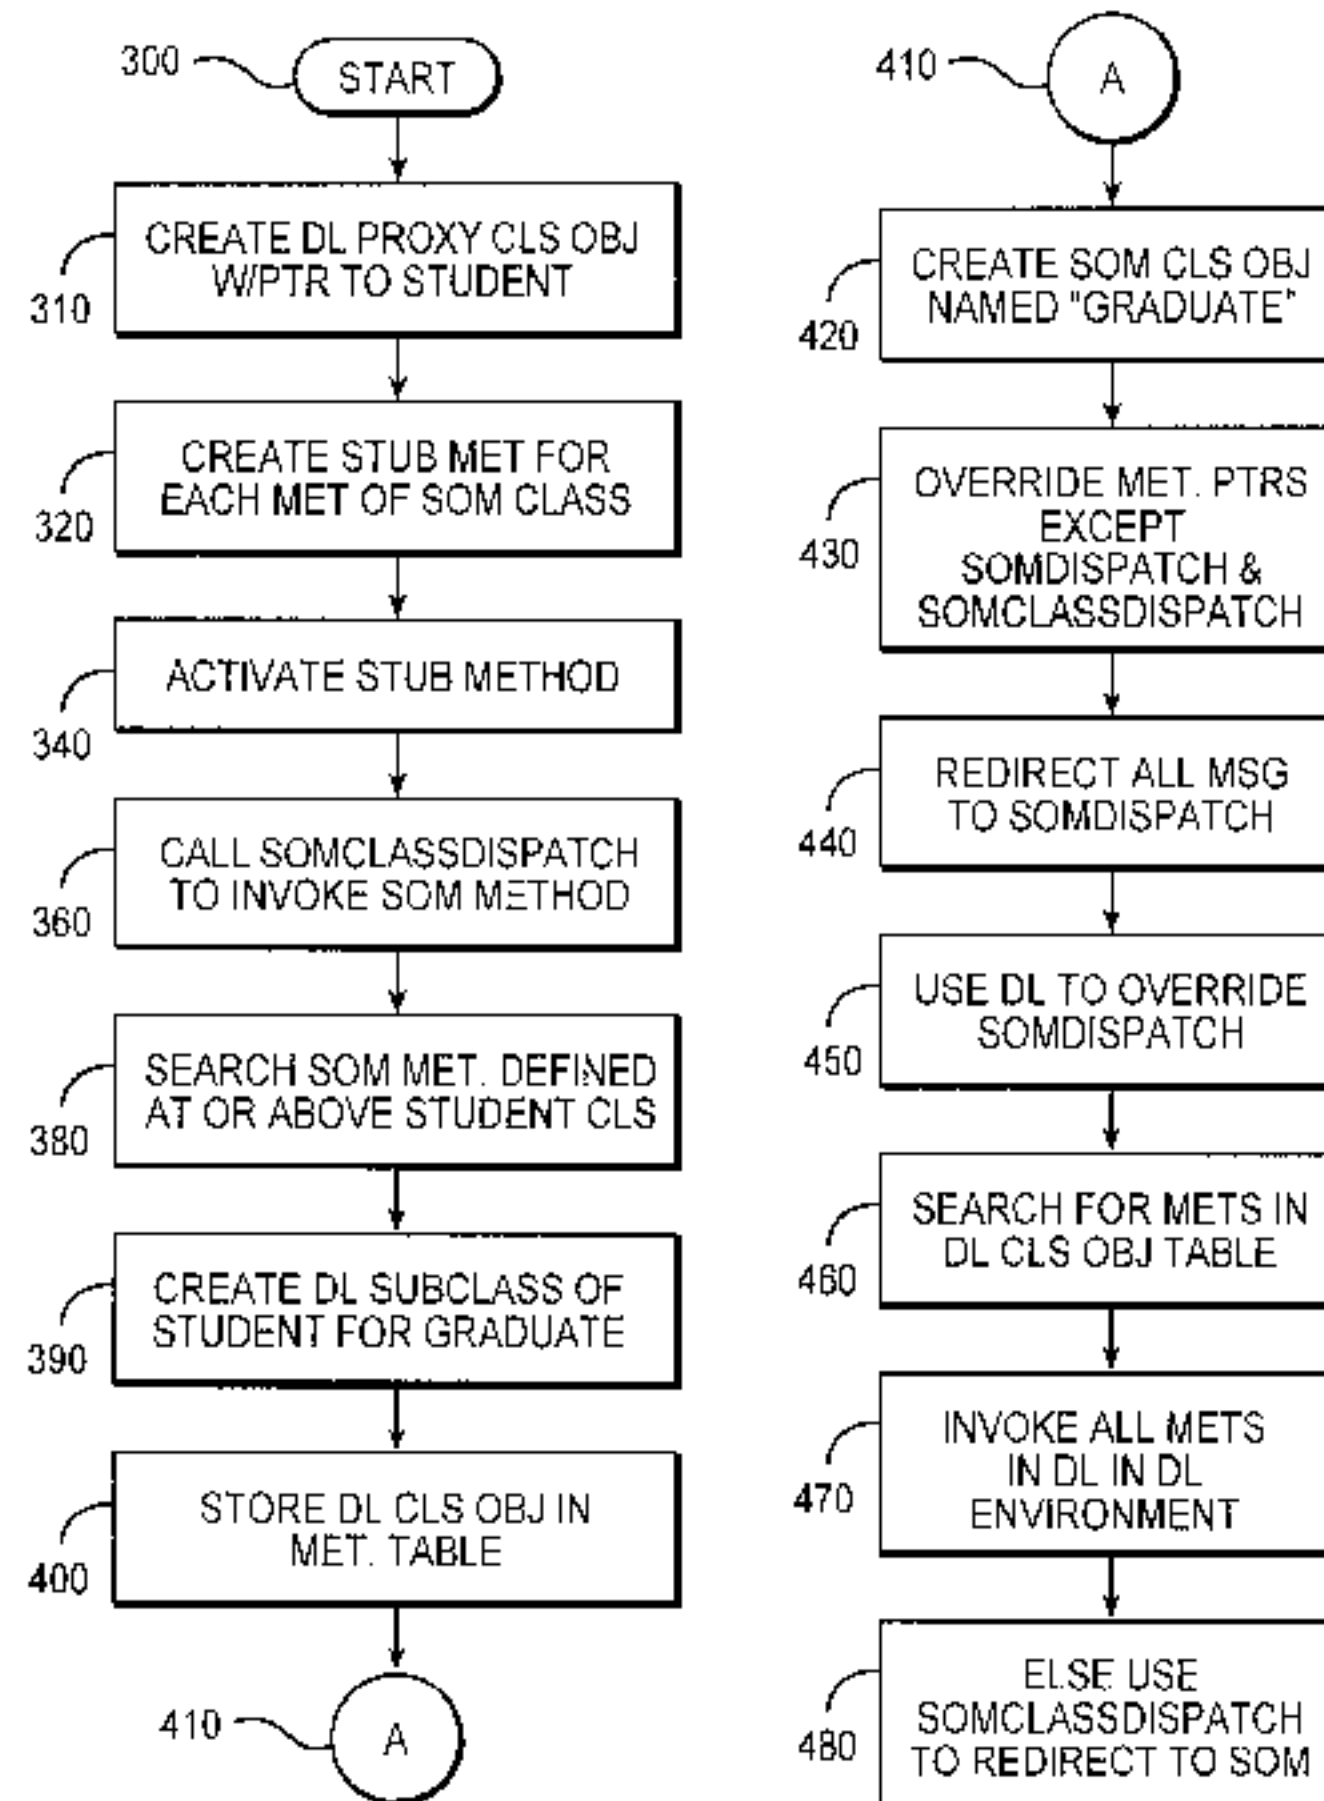 300
START
310
CREATE DL PROXY CLS OBJ
W/PTR TO STUDENT
320
CREATE STUB MET FOR
EACH MET OF SOM CLASS
340
ACTIVATE STUB METHOD
360
CALL SOMCLASSDISPATCH
TO INVOKE SOM METHOD
380
SEARCH SOM MET. DEFINED
AT OR ABOVE STUDENT CLS
390
CREATE DL SUBCLASS OF
STUDENT FOR GRADUATE
400
STORE DL CLS OBJ IN
MET. TABLE
410
A
410
A
420
CREATE SOM CLS OBJ
NAMED "GRADUATE"
430
OVERRIDE MET. PTRS
EXCEPT
SOMDISPATCH &
SOMCLASSDISPATCH
440
REDIRECT ALL MSG
TO SOMDISPATCH
450
USE DL TO OVERRIDE
SOMDISPATCH
460
SEARCH FOR METS IN
DL CLS OBJ TABLE
470
INVOKE ALL METS
IN DL IN DL
ENVIRONMENT
480
ELSE USE
SOMCLASSDISPATCH
TO REDIRECT TO SOM